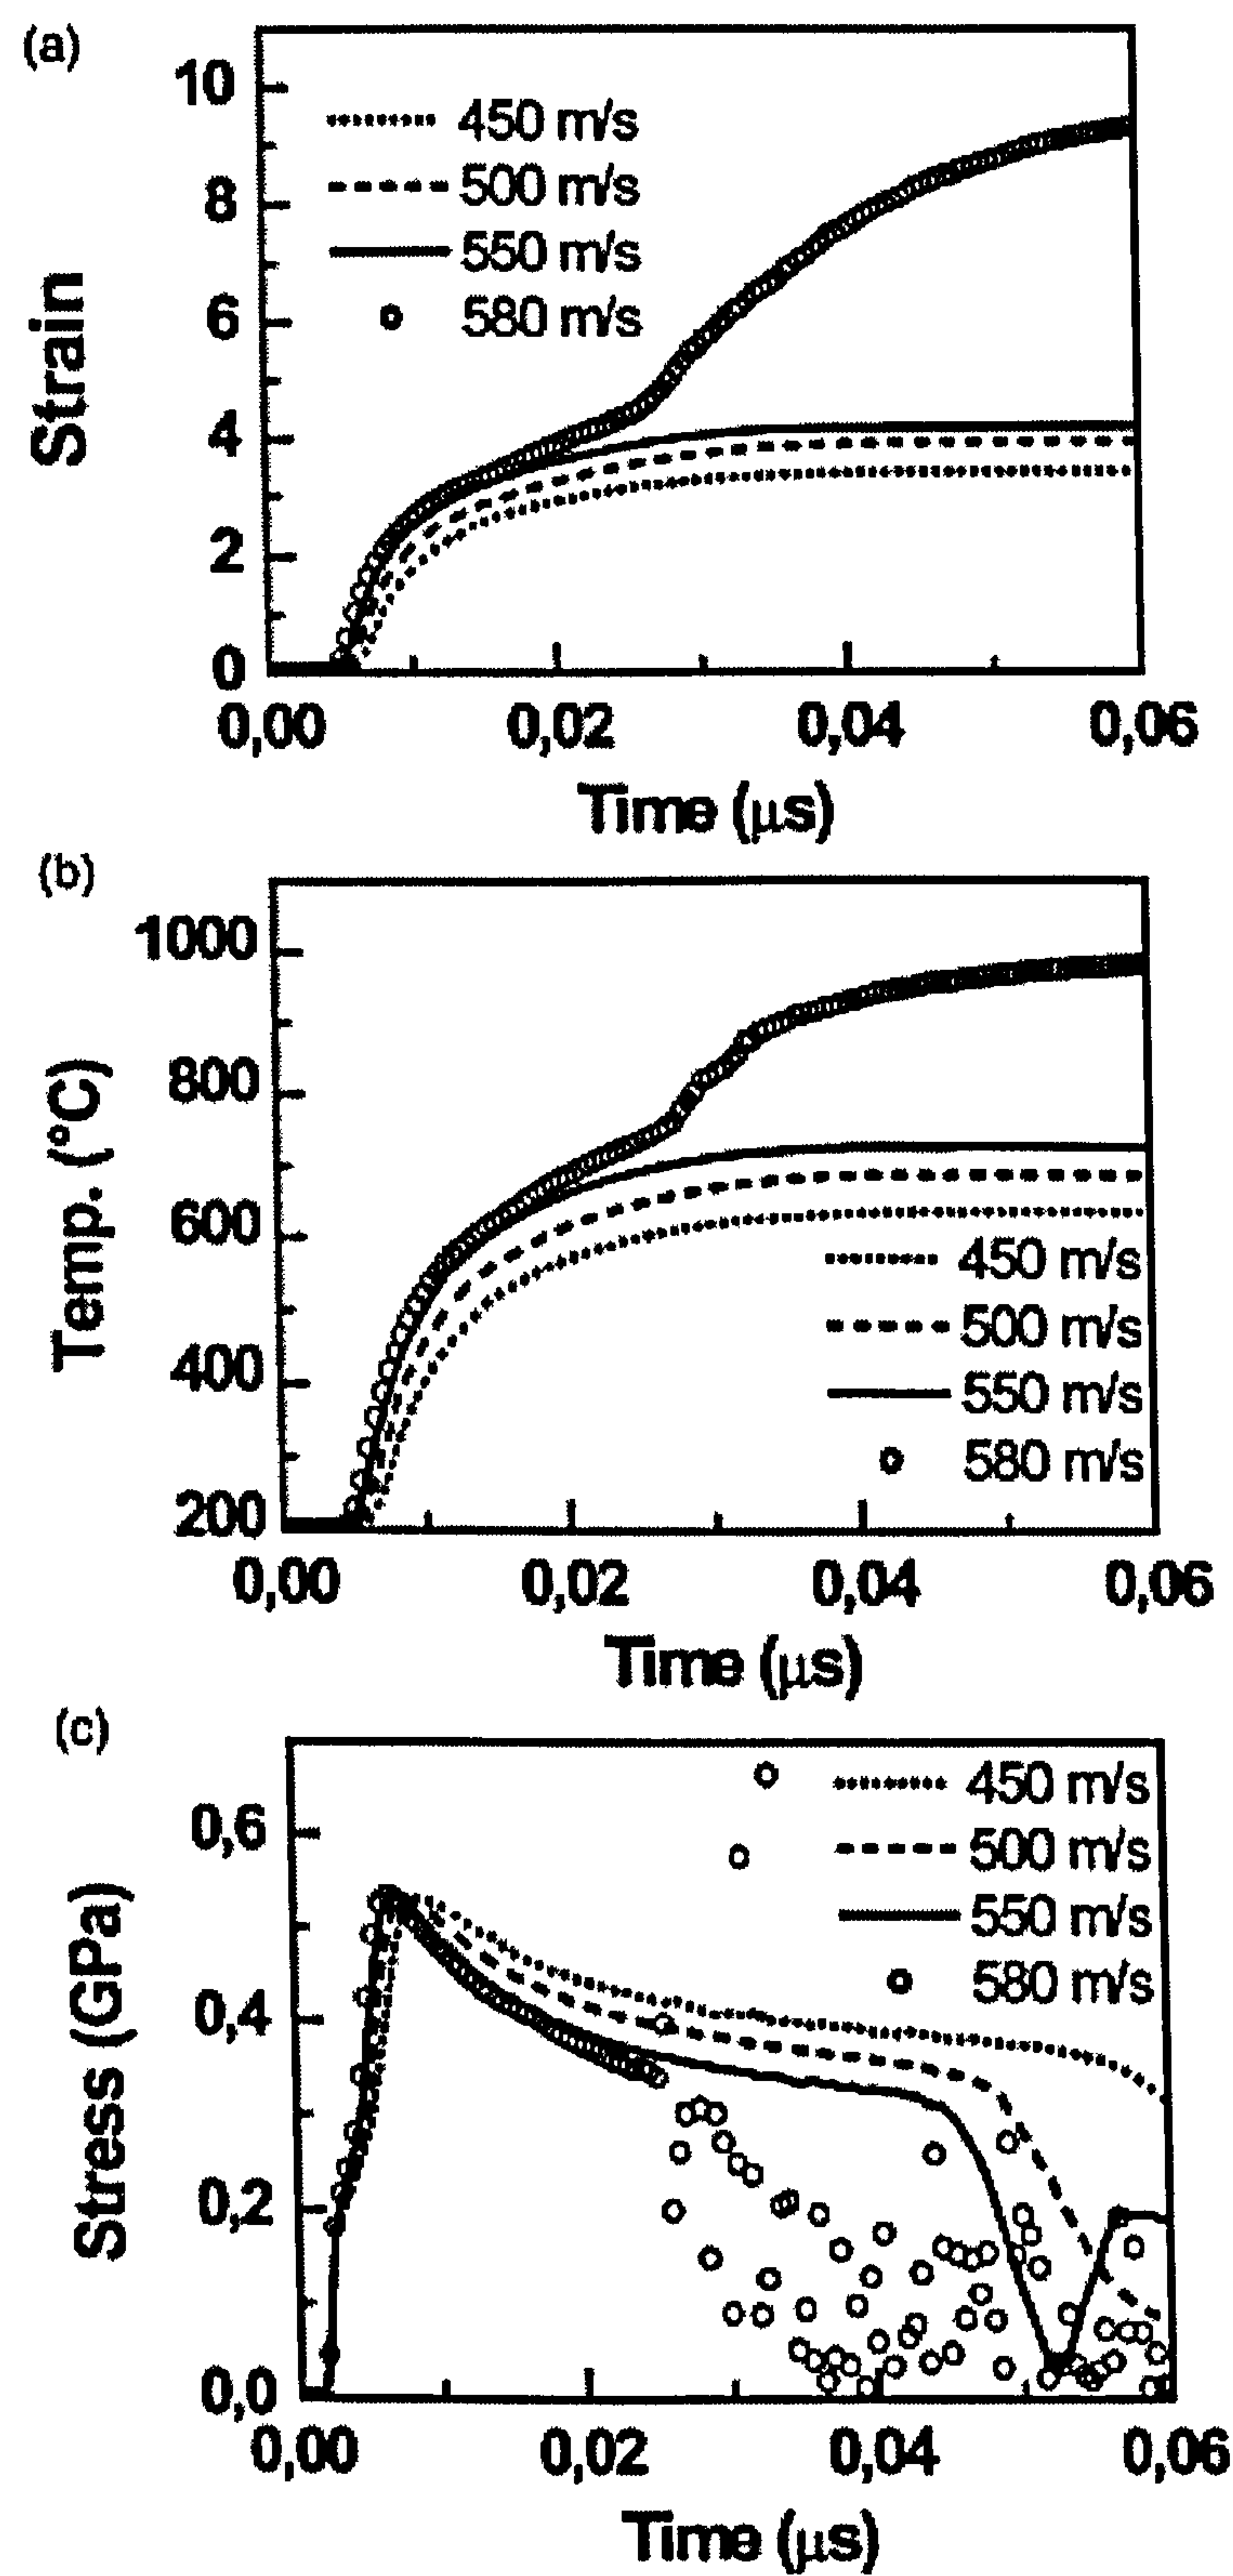 (a)
10
8
6
4
2
0
Strain
450 m/s
500 m/s
550 m/s
580 m/s
0,00 0,02 0,04 0,06
Time (μs)
(b)
1000
800
600
400
200
Temp. (°C)
450 m/s
500 m/s
550 m/s
580 m/s
0,00 0,02 0,04 0,06
Time (μs)
(c)
0,6
0,4
0,2
0,0
Stress (GPa)
450 m/s
500 m/s
550 m/s
580 m/s
0,00 0,02 0,04 0,06
Time (μs)